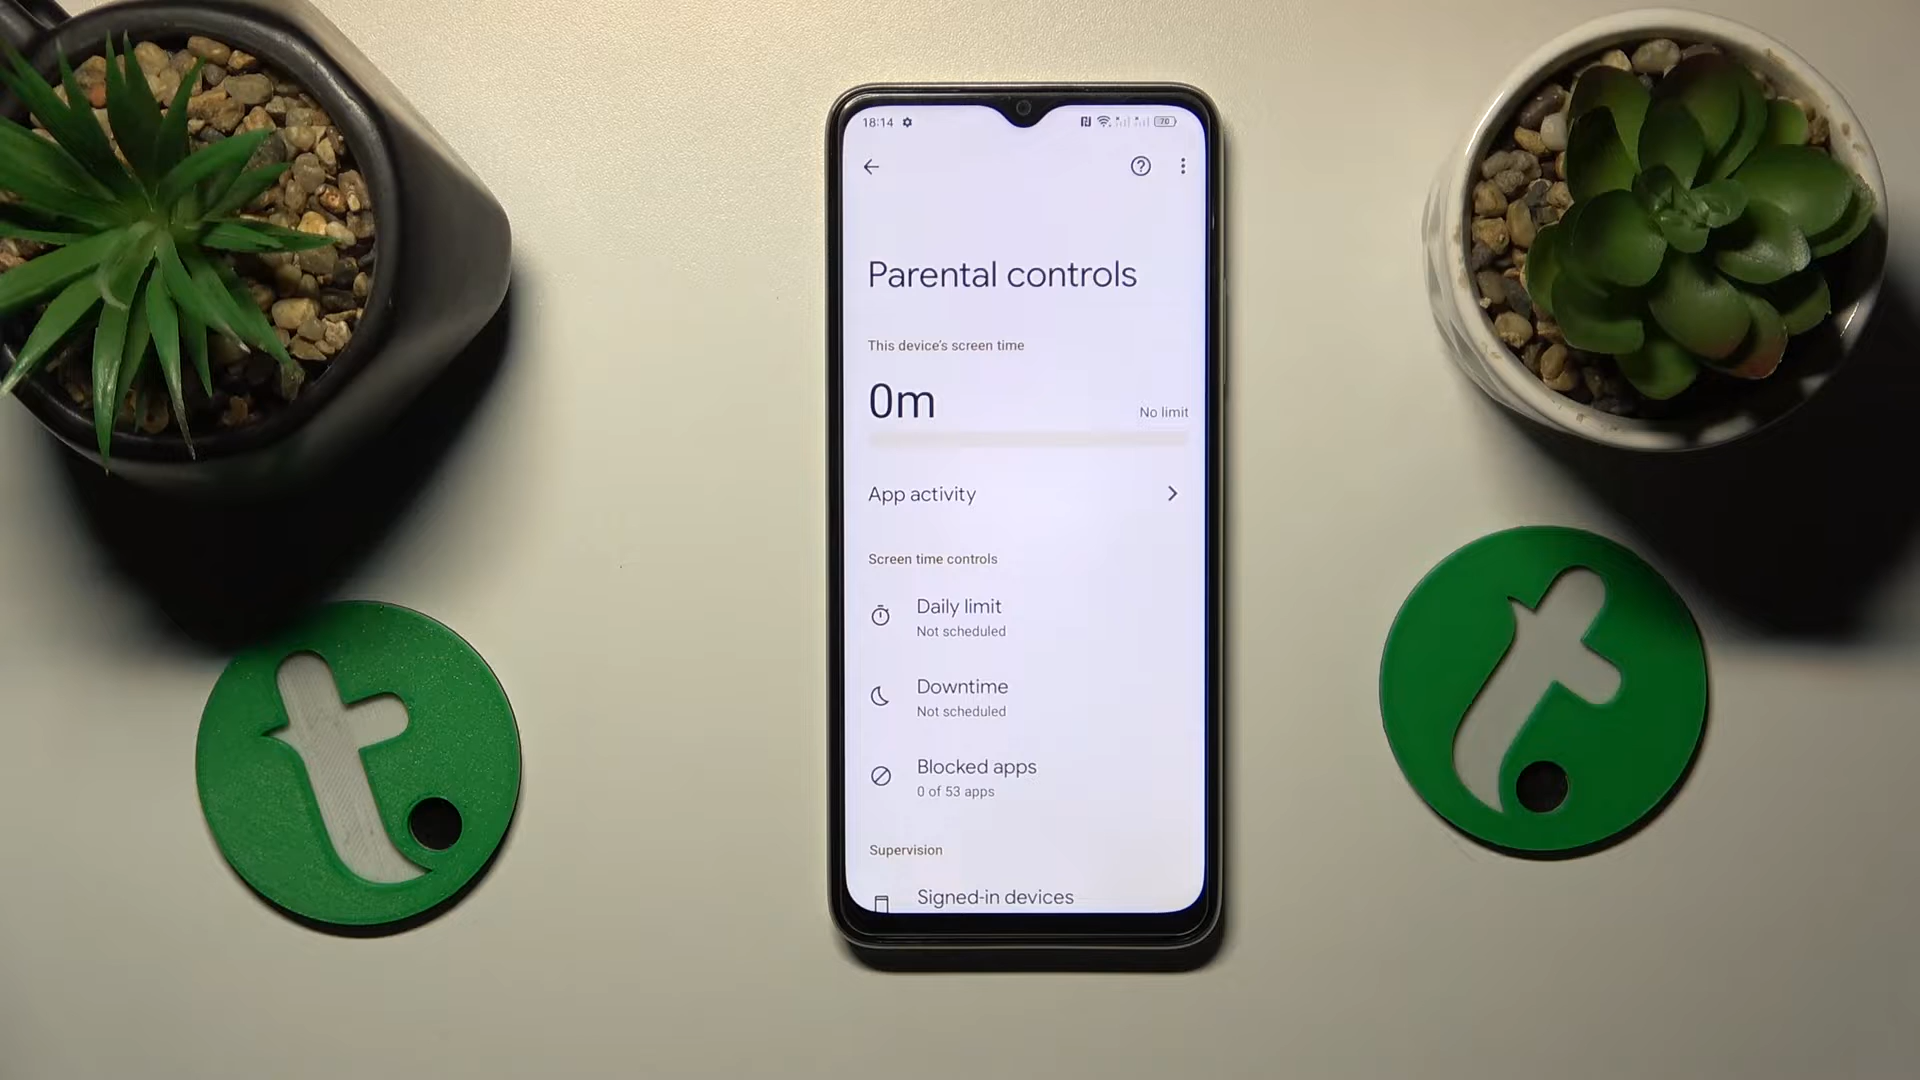 18:14
70
Parental controls
This device's screen time
0m
No limit
App activity
Screen time controls
Daily limit
Not scheduled
Downtime
Not scheduled
Blocked apps
0 of 53 apps
Supervision
Signed-in devices
t
t